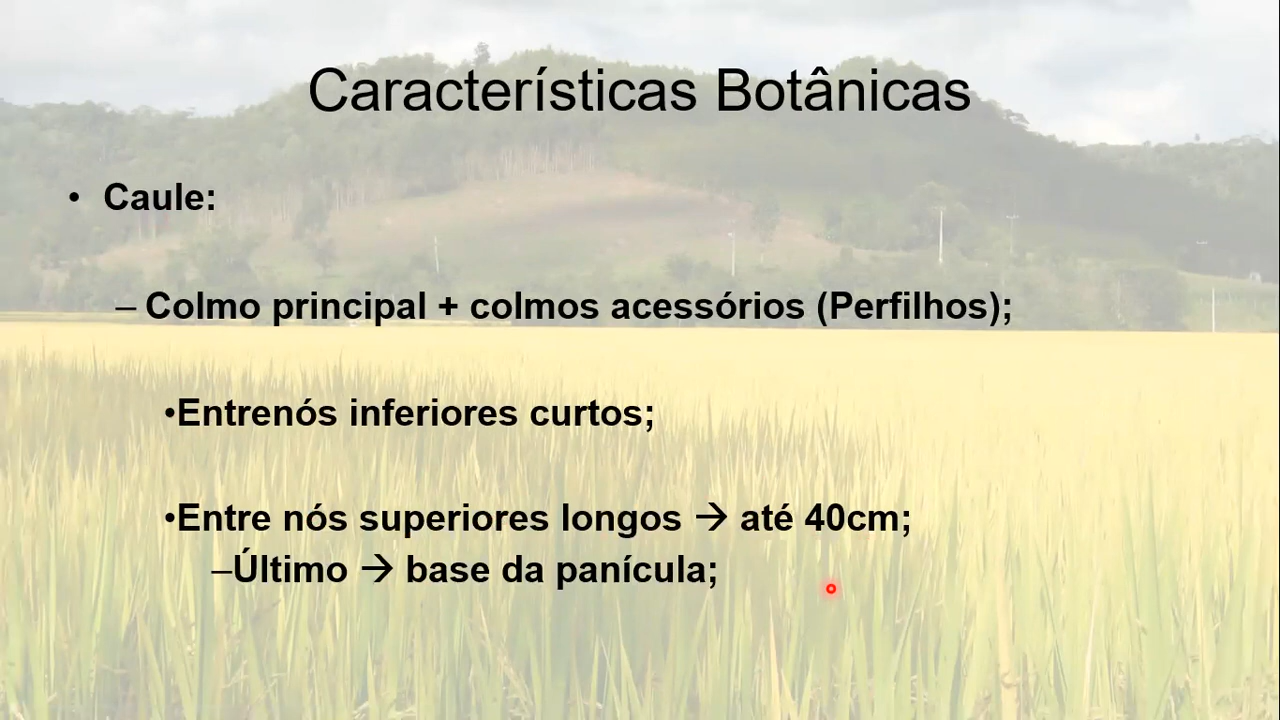 Características Botânicas
• Caule:
– Colmo principal + colmos acessórios (Perfilhos);
•Entrenós inferiores curtos;
•Entre nós superiores longos → até 40cm;
–Último → base da panícula;